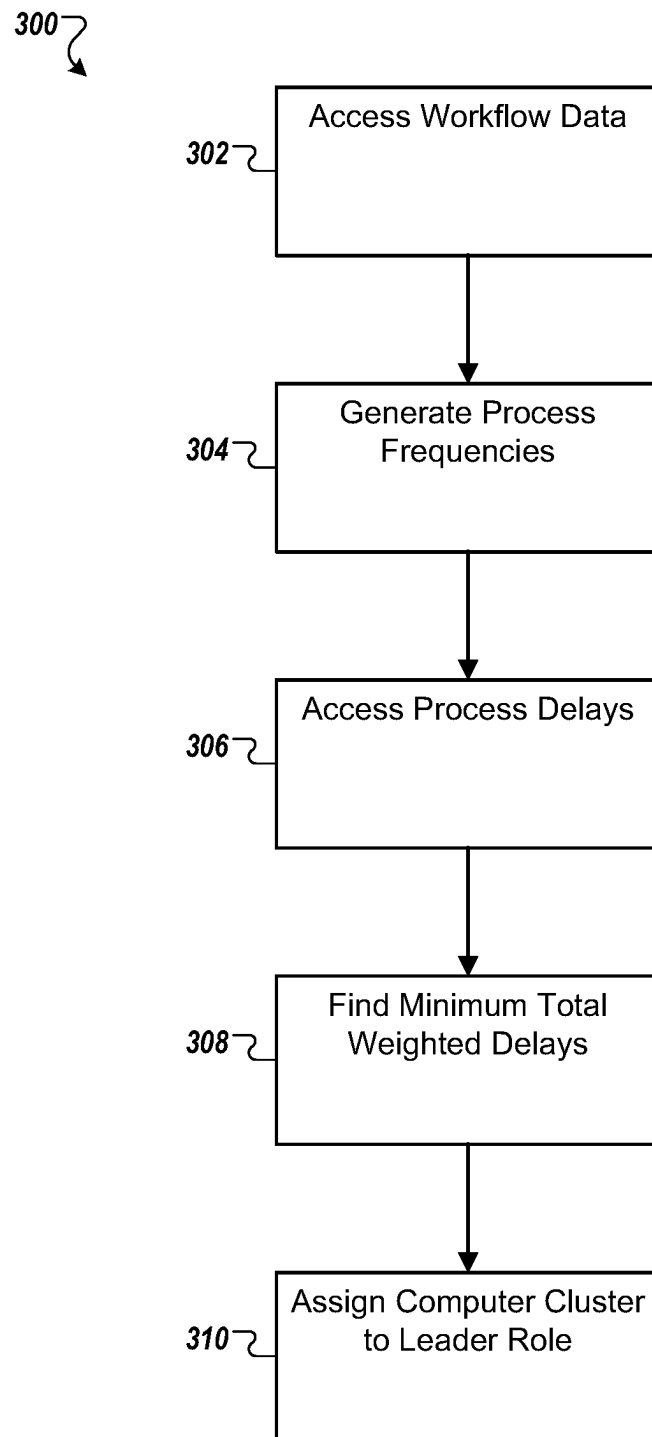 300
Access Workflow Data
302
Generate Process
Frequencies
304
Access Process Delays
306
Find Minimum Total
Weighted Delays
308
Assign Computer Cluster
to Leader Role
310